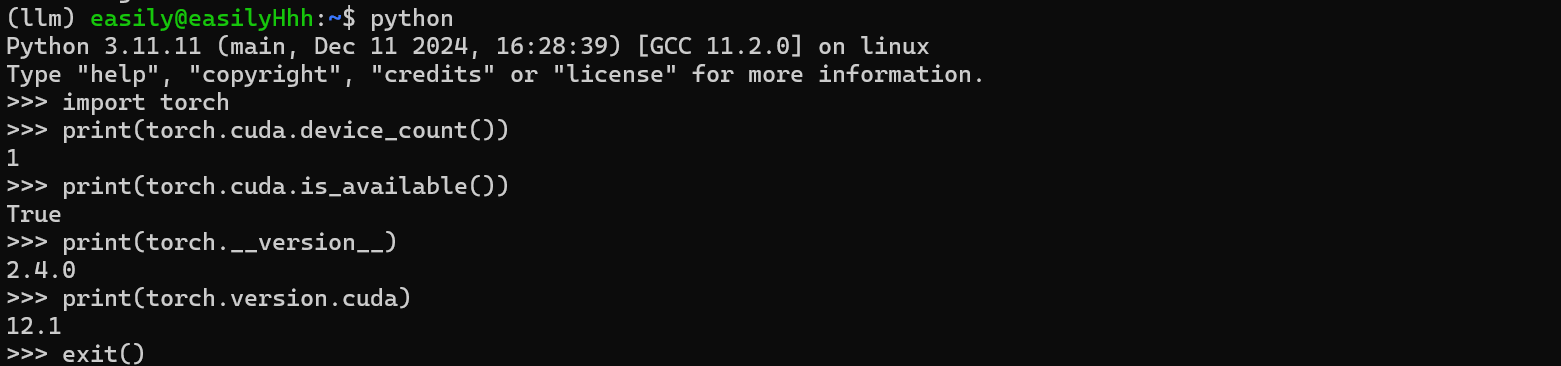 (llm) easily@easilyHhh:~$ python
Python 3.11.11 (main, Dec 11 2024, 16:28:39) [GCC 11.2.0] on linux
Type "help", "copyright", "credits" or "license" for more information.
>>> import torch
>>> print(torch.cuda.device_count())
1
>>> print(torch.cuda.is_available())
True
>>> print(torch.__version__)
2.4.0
>>> print(torch.version.cuda)
12.1
>>> exit()